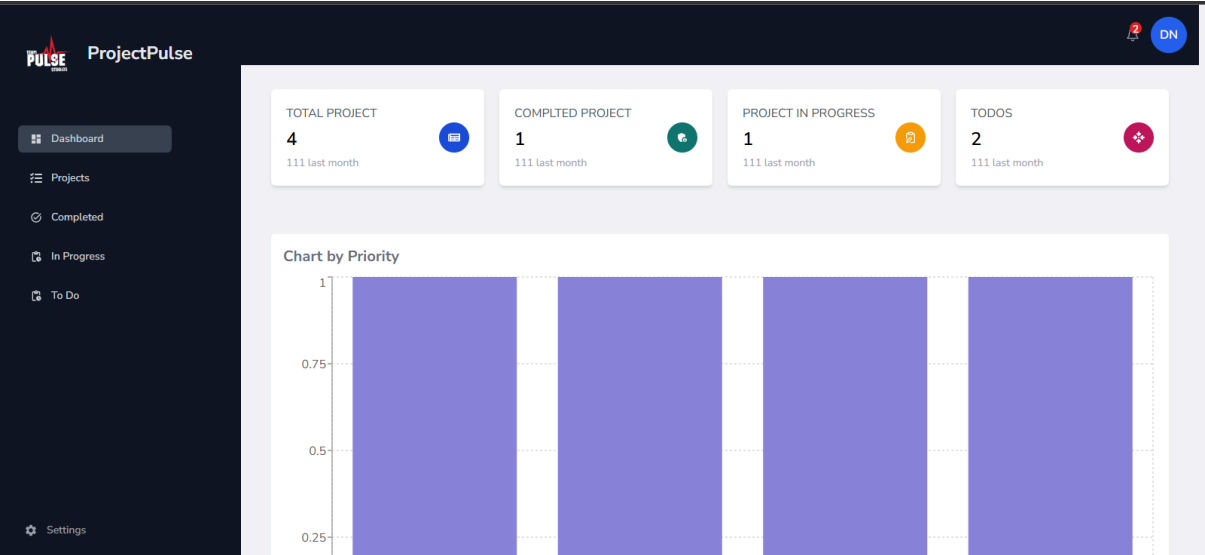 TEAM
PULSE
STUDIOS
ProjectPulse
2
DN
Dashboard
Projects
Completed
In Progress
To Do
Settings
TOTAL PROJECT
4
111 last month
COMPLTED PROJECT
1
111 last month
PROJECT IN PROGRESS
1
111 last month
TODOS
2
111 last month
Chart by Priority
1
0.75
0.5
0.25